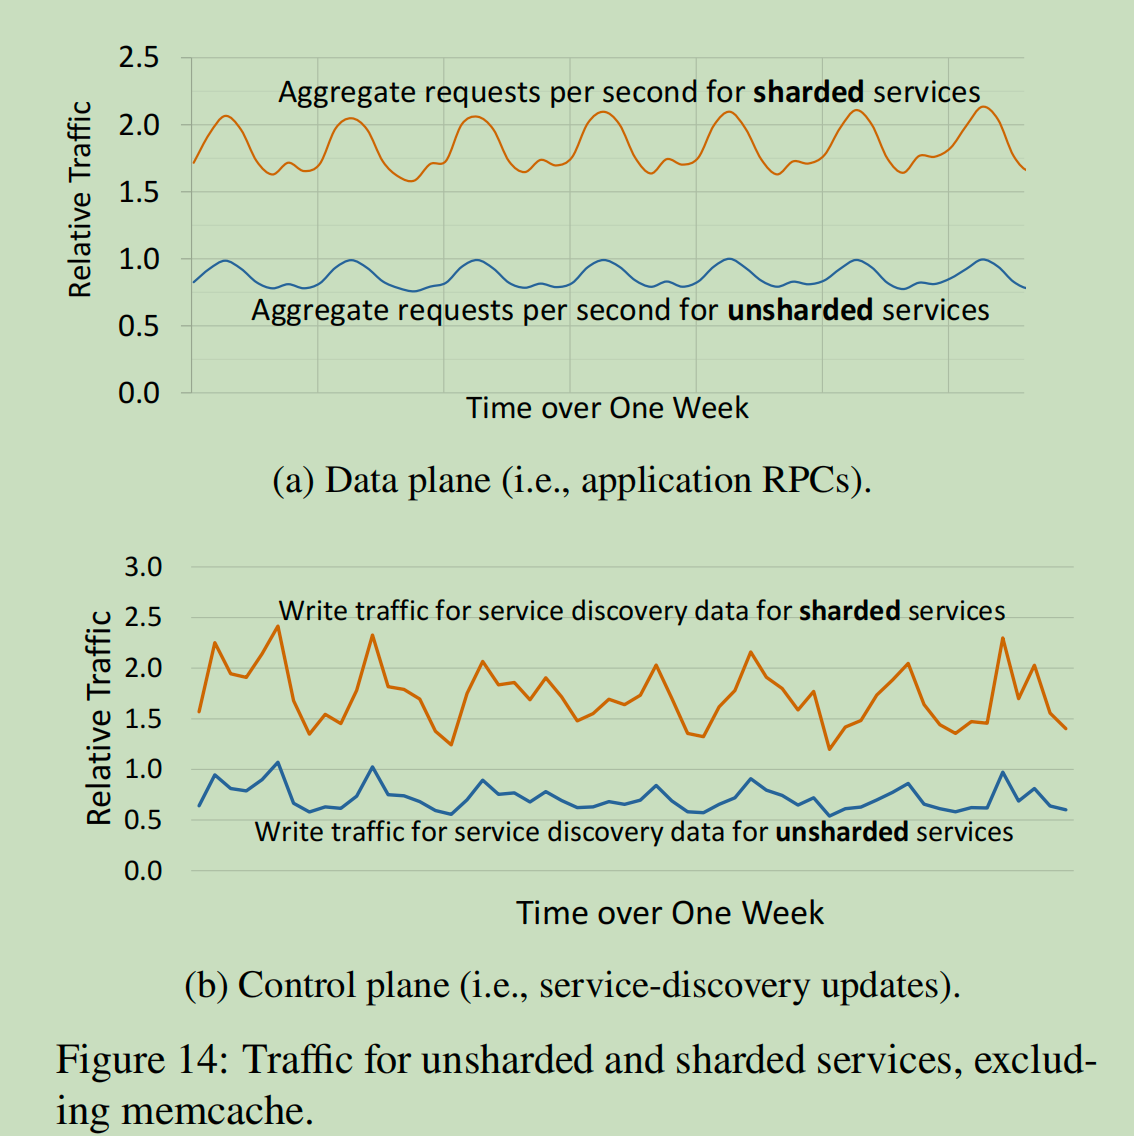 2.5
Aggregate requests per second for sharded services
2.0
1.5
1.0
Aggregate requests per second for unsharded services
0.5
0.0
Relative Traffic
Time over One Week
(a) Data plane (i.e., application RPCs).
3.0
Write traffic for service discovery data for sharded services
2.5
2.0
1.5
1.0
0.5
Write traffic for service discovery data for unsharded services
0.0
Relative Traffic
Time over One Week
(b) Control plane (i.e., service-discovery updates).
Figure 14: Traffic for unsharded and sharded services, exclud-
ing memcache.